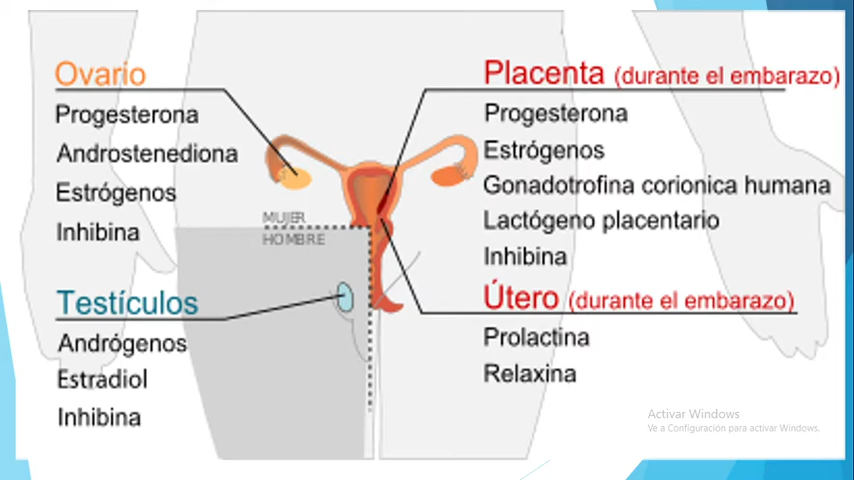 Ovario
Progesterona
Androstenediona
Estrógenos
Inhibina
Testículos
Andrógenos
Estradiol
Inhibina
MUJER
HOMBRE
Placenta (durante el embarazo)
Progesterona
Estrógenos
Gonadotrofina corionica humana
Lactógeno placentario
Inhibina
Útero (durante el embarazo)
Prolactina
Relaxina
Activar Windows
Ve a Configuración para activar Windows.